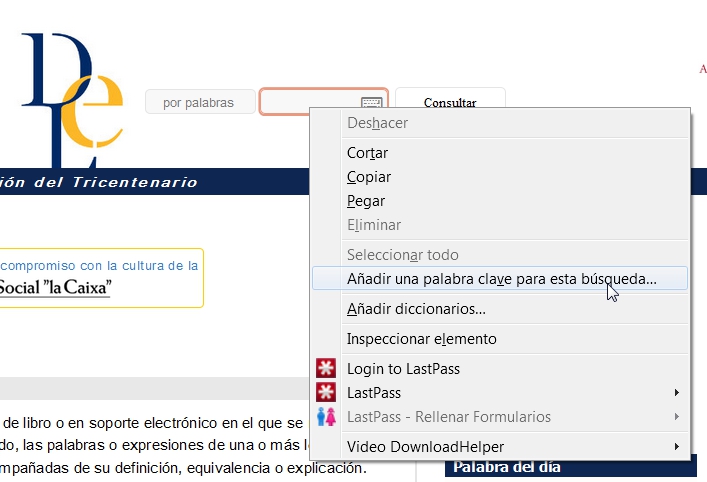 DLe
A
por palabras
Consultar
ión del Tricentenario
compromiso con la cultura de la
Social "la Caixa"
Deshacer
Cortar
Copiar
Pegar
Eliminar
Seleccionar todo
Añadir una palabra clave para esta búsqueda...
Añadir diccionarios...
Inspeccionar elemento
Login to LastPass
LastPass
LastPass - Rellenar Formularios
Video DownloadHelper
de libro o en soporte electrónico en el que se
do, las palabras o expresiones de una o más
mpañadas de su definición, equivalencia o explicación.
Palabra del día